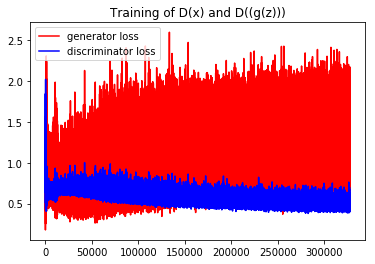 Training of D(x) and D((g(z)))
generator loss
discriminator loss
2.5
2.0
1.5
1.0
0.5
0 50000 100000 150000 200000 250000 300000